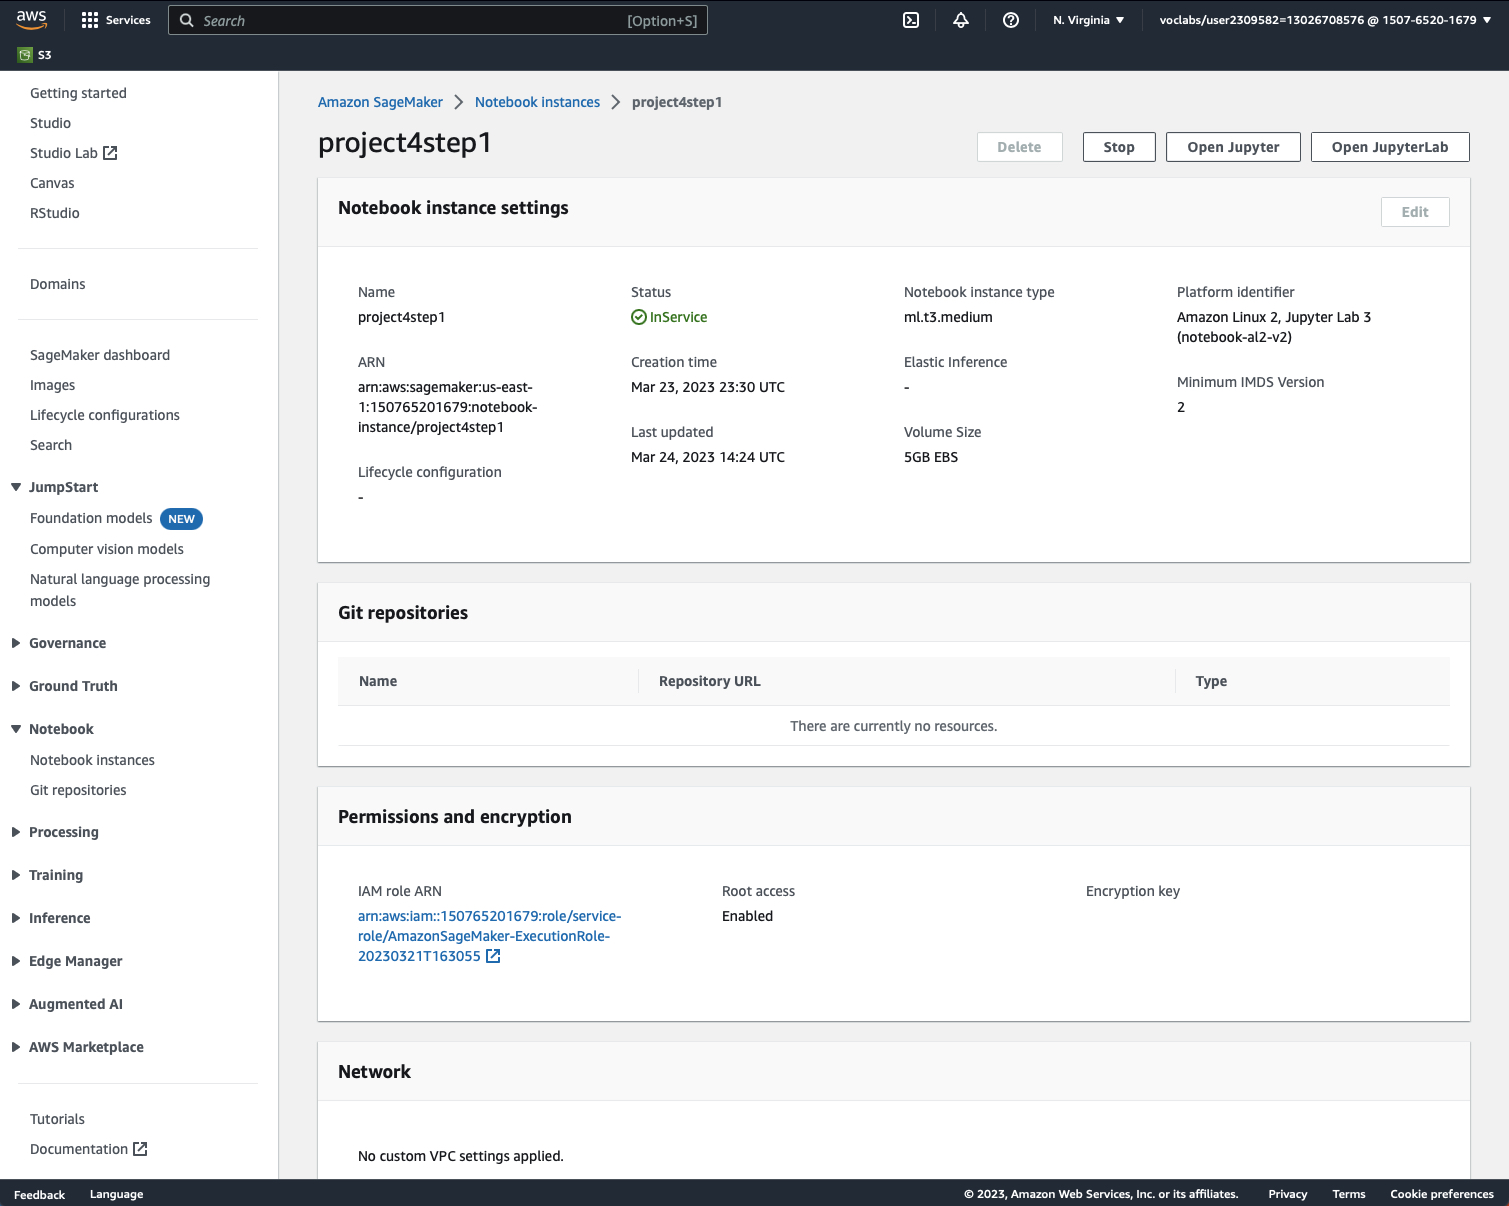 aws
Services
Search
[Option+S]
N. Virginia
voclabs/user2309582=13026708576 @ 1507-6520-1679
S3
Getting started
Studio
Studio Lab
Canvas
RStudio
Domains
SageMaker dashboard
Images
Lifecycle configurations
Search
JumpStart
Foundation models NEW
Computer vision models
Natural language processing
models
Governance
Ground Truth
Notebook
Notebook instances
Git repositories
Processing
Training
Inference
Edge Manager
Augmented AI
AWS Marketplace
Tutorials
Documentation
Amazon SageMaker > Notebook instances > project4step1
project4step1
Delete
Stop
Open Jupyter
Open JupyterLab
Notebook instance settings
Edit
Name
project4step1
ARN
arn:aws:sagemaker:us-east-
1:150765201679:notebook-
instance/project4step1
Lifecycle configuration
-
Status
InService
Creation time
Mar 23, 2023 23:30 UTC
Last updated
Mar 24, 2023 14:24 UTC
Notebook instance type
ml.t3.medium
Elastic Inference
-
Volume Size
5GB EBS
Platform identifier
Amazon Linux 2, Jupyter Lab 3
(notebook-al2-v2)
Minimum IMDS Version
2
Git repositories
Name
Repository URL
Type
There are currently no resources.
Permissions and encryption
IAM role ARN
arn:aws:iam::150765201679:role/service-
role/AmazonSageMaker-ExecutionRole-
20230321T163055
Root access
Enabled
Encryption key
Network
No custom VPC settings applied.
Feedback
Language
© 2023, Amazon Web Services, Inc. or its affiliates.
Privacy
Terms
Cookie preferences